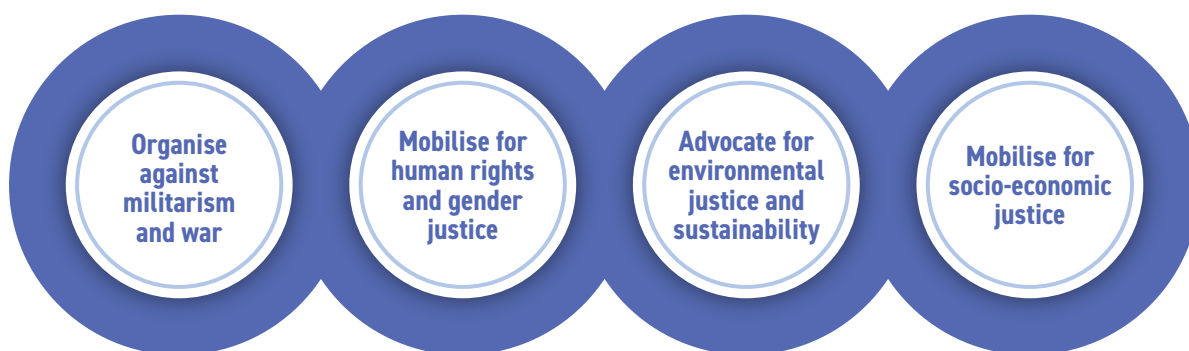 Organise
against
militarism
and war
Mobilise for
human rights
and gender
justice
Advocate for
environmental
justice and
sustainability
Mobilise for
socio-economic
justice